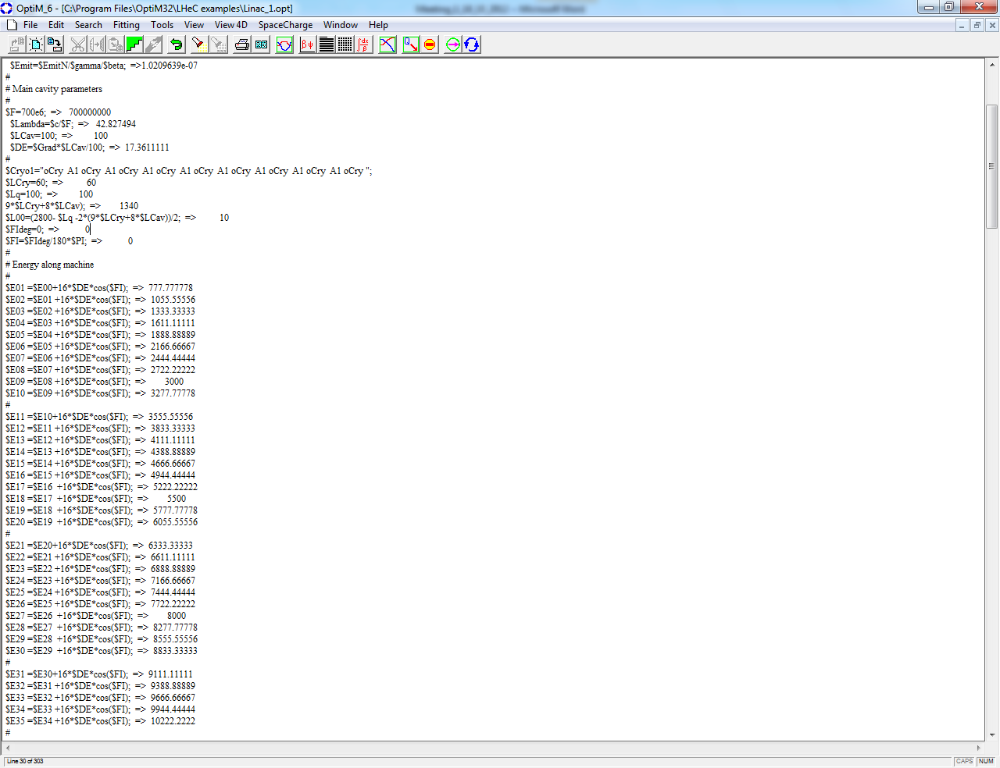 OptiM_6 - [C:\Program Files\OptiM32\LHeC examples\Linac_1.opt]
File Edit Search Fitting Tools View View 4D SpaceCharge Window Help
$Emit=$EmitN/$gamma/$beta; =>1.0209639e-07
#
# Main cavity parameters
#
$F=700e6; => 700000000
$Lambda=$c/$F; => 42.827494
$LCav=100; => 100
$DE=$Grad*$LCav/100; => 17.3611111
#
$Cryo1="oCry A1 oCry A1 oCry A1 oCry A1 oCry A1 oCry A1 oCry A1 oCry A1 oCry ";
$LCry=60; => 60
$Lq=100; => 100
9*$LCry+8*$LCav); => 1340
$L00=(2800- $Lq -2*(9*$LCry+8*$LCav))/2; => 10
$FIdeg=0; => 0
$FI=$FIdeg/180*$PI; => 0
#
# Energy along machine
#
$E01 =$E00+16*$DE*cos($FI); => 777.777778
$E02 =$E01 +16*$DE*cos($FI); => 1055.55556
$E03 =$E02 +16*$DE*cos($FI); => 1333.33333
$E04 =$E03 +16*$DE*cos($FI); => 1611.11111
$E05 =$E04 +16*$DE*cos($FI); => 1888.88889
$E06 =$E05 +16*$DE*cos($FI); => 2166.66667
$E07 =$E06 +16*$DE*cos($FI); => 2444.44444
$E08 =$E07 +16*$DE*cos($FI); => 2722.22222
$E09 =$E08 +16*$DE*cos($FI); => 3000
$E10 =$E09 +16*$DE*cos($FI); => 3277.77778
#
$E11 =$E10+16*$DE*cos($FI); => 3555.55556
$E12 =$E11 +16*$DE*cos($FI); => 3833.33333
$E13 =$E12 +16*$DE*cos($FI); => 4111.11111
$E14 =$E13 +16*$DE*cos($FI); => 4388.88889
$E15 =$E14 +16*$DE*cos($FI); => 4666.66667
$E16 =$E15 +16*$DE*cos($FI); => 4944.44444
$E17 =$E16 +16*$DE*cos($FI); => 5222.22222
$E18 =$E17 +16*$DE*cos($FI); => 5500
$E19 =$E18 +16*$DE*cos($FI); => 5777.77778
$E20 =$E19 +16*$DE*cos($FI); => 6055.55556
#
$E21 =$E20+16*$DE*cos($FI); => 6333.33333
$E22 =$E21 +16*$DE*cos($FI); => 6611.11111
$E23 =$E22 +16*$DE*cos($FI); => 6888.88889
$E24 =$E23 +16*$DE*cos($FI); => 7166.66667
$E25 =$E24 +16*$DE*cos($FI); => 7444.44444
$E26 =$E25 +16*$DE*cos($FI); => 7722.22222
$E27 =$E26 +16*$DE*cos($FI); => 8000
$E28 =$E27 +16*$DE*cos($FI); => 8277.77778
$E29 =$E28 +16*$DE*cos($FI); => 8555.55556
$E30 =$E29 +16*$DE*cos($FI); => 8833.33333
#
$E31 =$E30+16*$DE*cos($FI); => 9111.11111
$E32 =$E31 +16*$DE*cos($FI); => 9388.88889
$E33 =$E32 +16*$DE*cos($FI); => 9666.66667
$E34 =$E33 +16*$DE*cos($FI); => 9944.44444
$E35 =$E34 +16*$DE*cos($FI); => 10222.2222
#
Line 30 of 303 CAPS NUM